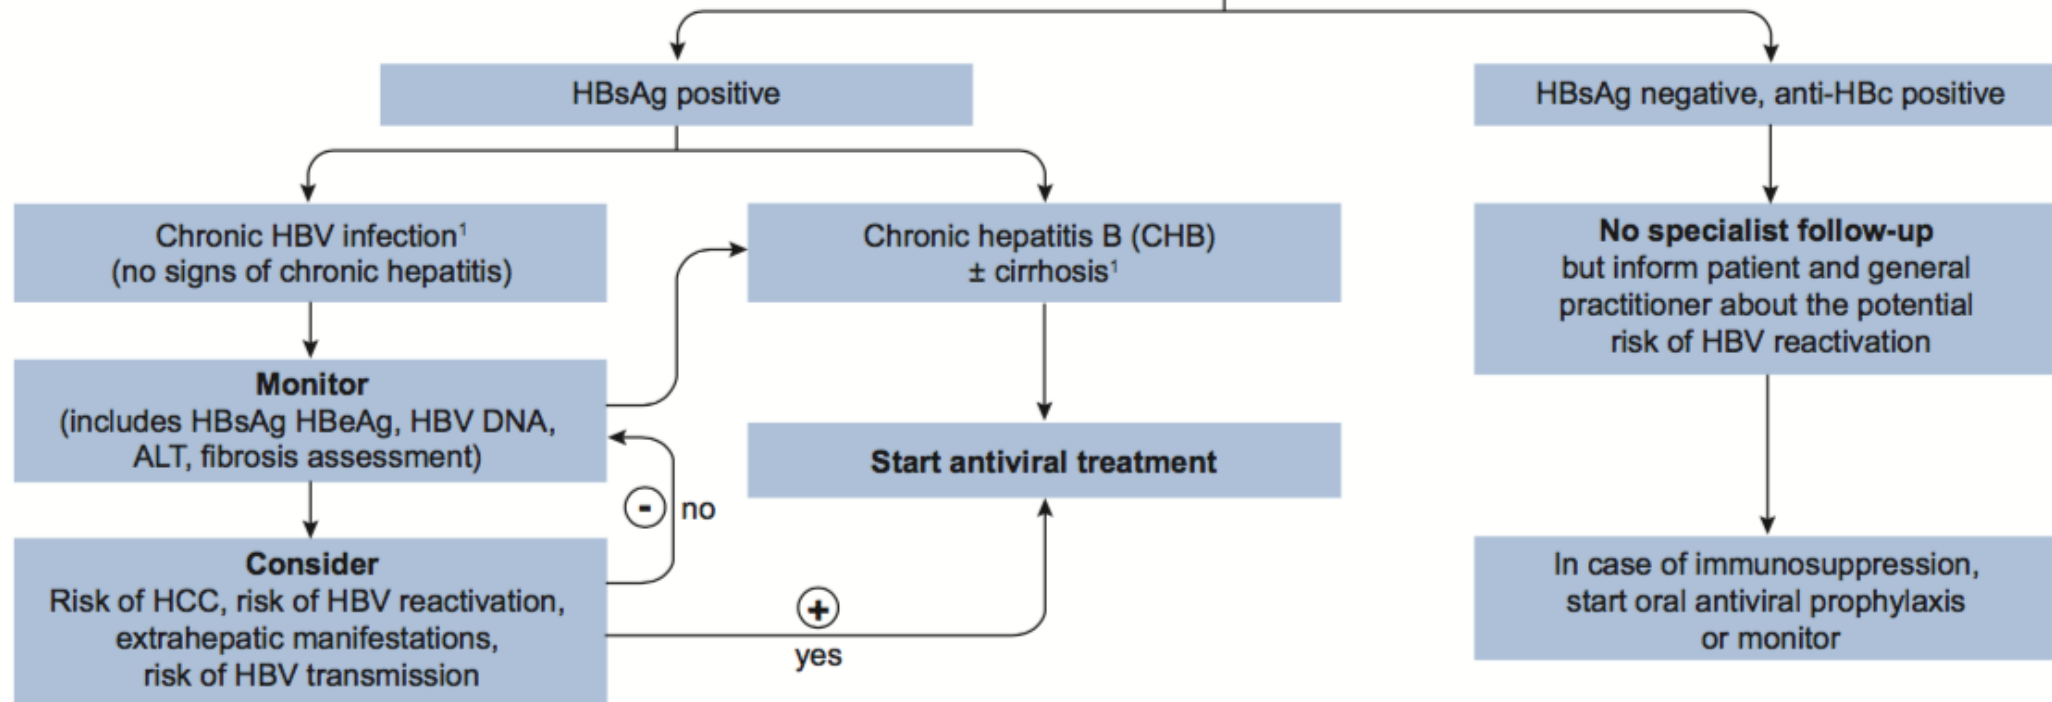 HBsAg positive
HBsAg negative, anti-HBc positive
Chronic HBV infection¹
(no signs of chronic hepatitis)
Chronic hepatitis B (CHB)
± cirrhosis¹
No specialist follow-up
but inform patient and general
practitioner about the potential
risk of HBV reactivation
Monitor
(includes HBsAg HBeAg, HBV DNA,
ALT, fibrosis assessment)
Start antiviral treatment
-
no
Consider
Risk of HCC, risk of HBV reactivation,
extrahepatic manifestations,
risk of HBV transmission
+
yes
In case of immunosuppression,
start oral antiviral prophylaxis
or monitor